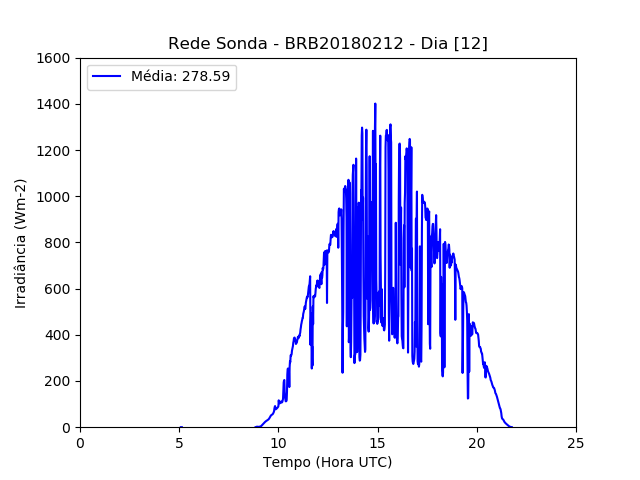 Rede Sonda - BRB20180212 - Dia [12]
Média: 278.59
Irradiância (Wm-2)
1600
1400
1200
1000
800
600
400
200
0
0 5 10 15 20 25
Tempo (Hora UTC)